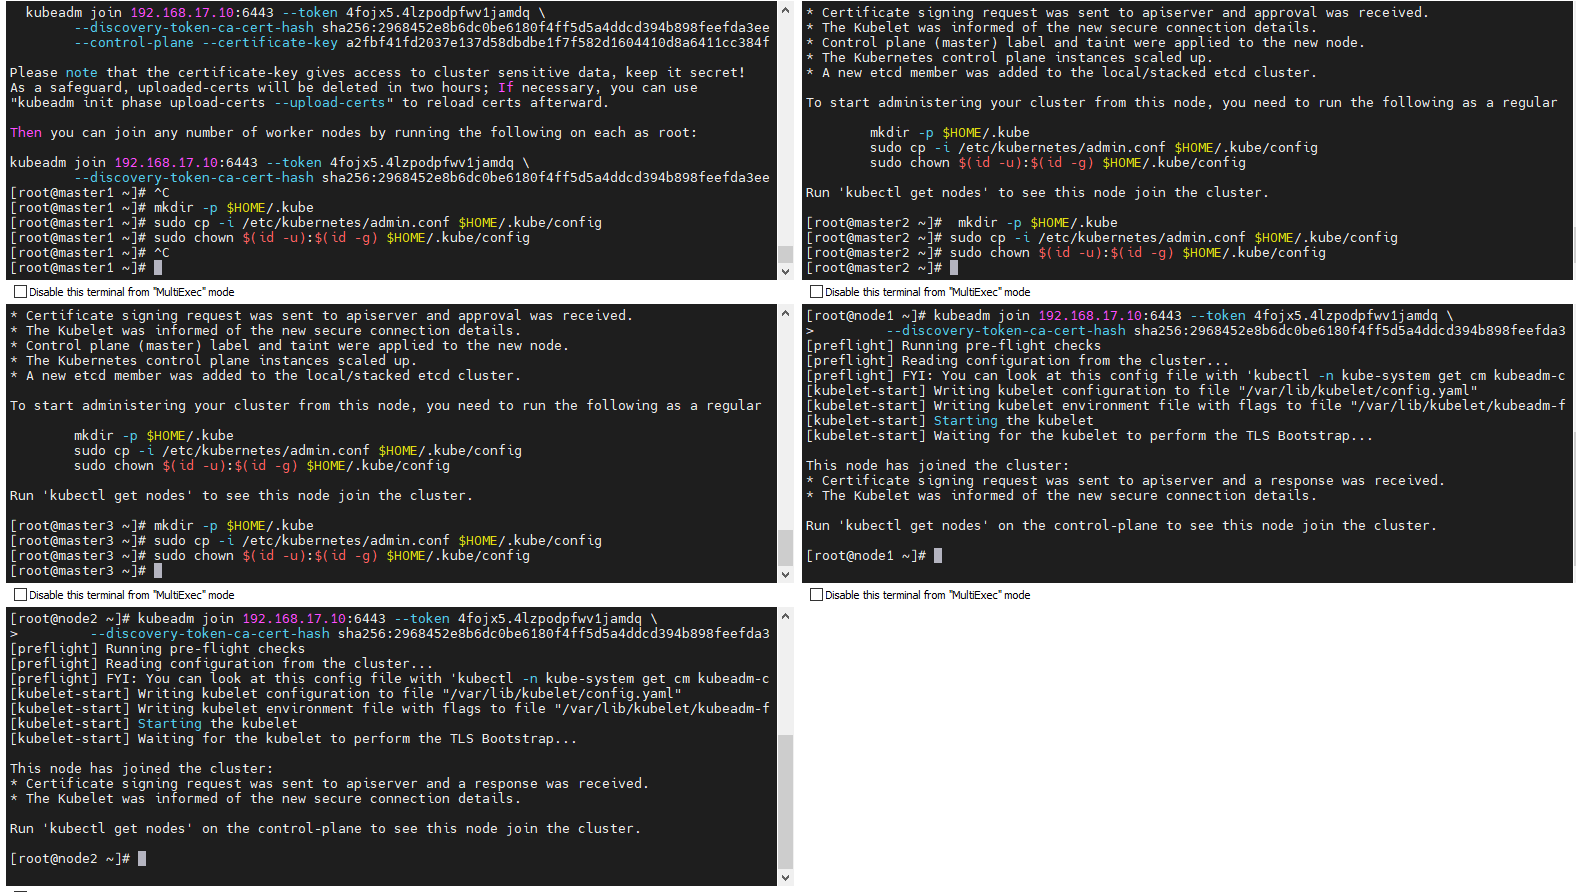 kubeadm join 192.168.17.10:6443 --token 4fojx5.4lzpodpfwv1jamdq \
--discovery-token-ca-cert-hash sha256:2968452e8b6dc0be6180f4ff5d5a4ddcd394b898feefda3ee
--control-plane --certificate-key a2fbf41fd2037e137d58dbdbe1f7f582d1604410d8a6411cc384f
Please note that the certificate-key gives access to cluster sensitive data, keep it secret!
As a safeguard, uploaded-certs will be deleted in two hours; If necessary, you can use
"kubeadm init phase upload-certs --upload-certs" to reload certs afterward.
Then you can join any number of worker nodes by running the following on each as root:
kubeadm join 192.168.17.10:6443 --token 4fojx5.4lzpodpfwv1jamdq \
--discovery-token-ca-cert-hash sha256:2968452e8b6dc0be6180f4ff5d5a4ddcd394b898feefda3ee
[root@master1 ~]# ^C
[root@master1 ~]# mkdir -p $HOME/.kube
[root@master1 ~]# sudo cp -i /etc/kubernetes/admin.conf $HOME/.kube/config
[root@master1 ~]# sudo chown $(id -u):$(id -g) $HOME/.kube/config
[root@master1 ~]# ^C
[root@master1 ~]#
Disable this terminal from "MultiExec" mode
* Certificate signing request was sent to apiserver and approval was received.
* The Kubelet was informed of the new secure connection details.
* Control plane (master) label and taint were applied to the new node.
* The Kubernetes control plane instances scaled up.
* A new etcd member was added to the local/stacked etcd cluster.
To start administering your cluster from this node, you need to run the following as a regular
mkdir -p $HOME/.kube
sudo cp -i /etc/kubernetes/admin.conf $HOME/.kube/config
sudo chown $(id -u):$(id -g) $HOME/.kube/config
Run 'kubectl get nodes' to see this node join the cluster.
[root@master2 ~]#  mkdir -p $HOME/.kube
[root@master2 ~]# sudo cp -i /etc/kubernetes/admin.conf $HOME/.kube/config
[root@master2 ~]# sudo chown $(id -u):$(id -g) $HOME/.kube/config
[root@master2 ~]#
Disable this terminal from "MultiExec" mode
* Certificate signing request was sent to apiserver and approval was received.
* The Kubelet was informed of the new secure connection details.
* Control plane (master) label and taint were applied to the new node.
* The Kubernetes control plane instances scaled up.
* A new etcd member was added to the local/stacked etcd cluster.
To start administering your cluster from this node, you need to run the following as a regular
mkdir -p $HOME/.kube
sudo cp -i /etc/kubernetes/admin.conf $HOME/.kube/config
sudo chown $(id -u):$(id -g) $HOME/.kube/config
Run 'kubectl get nodes' to see this node join the cluster.
[root@master3 ~]# mkdir -p $HOME/.kube
[root@master3 ~]# sudo cp -i /etc/kubernetes/admin.conf $HOME/.kube/config
[root@master3 ~]# sudo chown $(id -u):$(id -g) $HOME/.kube/config
[root@master3 ~]#
Disable this terminal from "MultiExec" mode
[root@node1 ~]# kubeadm join 192.168.17.10:6443 --token 4fojx5.4lzpodpfwv1jamdq \
> --discovery-token-ca-cert-hash sha256:2968452e8b6dc0be6180f4ff5d5a4ddcd394b898feefda3
[preflight] Running pre-flight checks
[preflight] Reading configuration from the cluster...
[preflight] FYI: You can look at this config file with 'kubectl -n kube-system get cm kubeadm-c
[kubelet-start] Writing kubelet configuration to file "/var/lib/kubelet/config.yaml"
[kubelet-start] Writing kubelet environment file with flags to file "/var/lib/kubelet/kubeadm-f
[kubelet-start] Starting the kubelet
[kubelet-start] Waiting for the kubelet to perform the TLS Bootstrap...
This node has joined the cluster:
* Certificate signing request was sent to apiserver and a response was received.
* The Kubelet was informed of the new secure connection details.
Run 'kubectl get nodes' on the control-plane to see this node join the cluster.
[root@node1 ~]#
Disable this terminal from "MultiExec" mode
[root@node2 ~]# kubeadm join 192.168.17.10:6443 --token 4fojx5.4lzpodpfwv1jamdq \
> --discovery-token-ca-cert-hash sha256:2968452e8b6dc0be6180f4ff5d5a4ddcd394b898feefda3
[preflight] Running pre-flight checks
[preflight] Reading configuration from the cluster...
[preflight] FYI: You can look at this config file with 'kubectl -n kube-system get cm kubeadm-c
[kubelet-start] Writing kubelet configuration to file "/var/lib/kubelet/config.yaml"
[kubelet-start] Writing kubelet environment file with flags to file "/var/lib/kubelet/kubeadm-f
[kubelet-start] Starting the kubelet
[kubelet-start] Waiting for the kubelet to perform the TLS Bootstrap...
This node has joined the cluster:
* Certificate signing request was sent to apiserver and a response was received.
* The Kubelet was informed of the new secure connection details.
Run 'kubectl get nodes' on the control-plane to see this node join the cluster.
[root@node2 ~]#